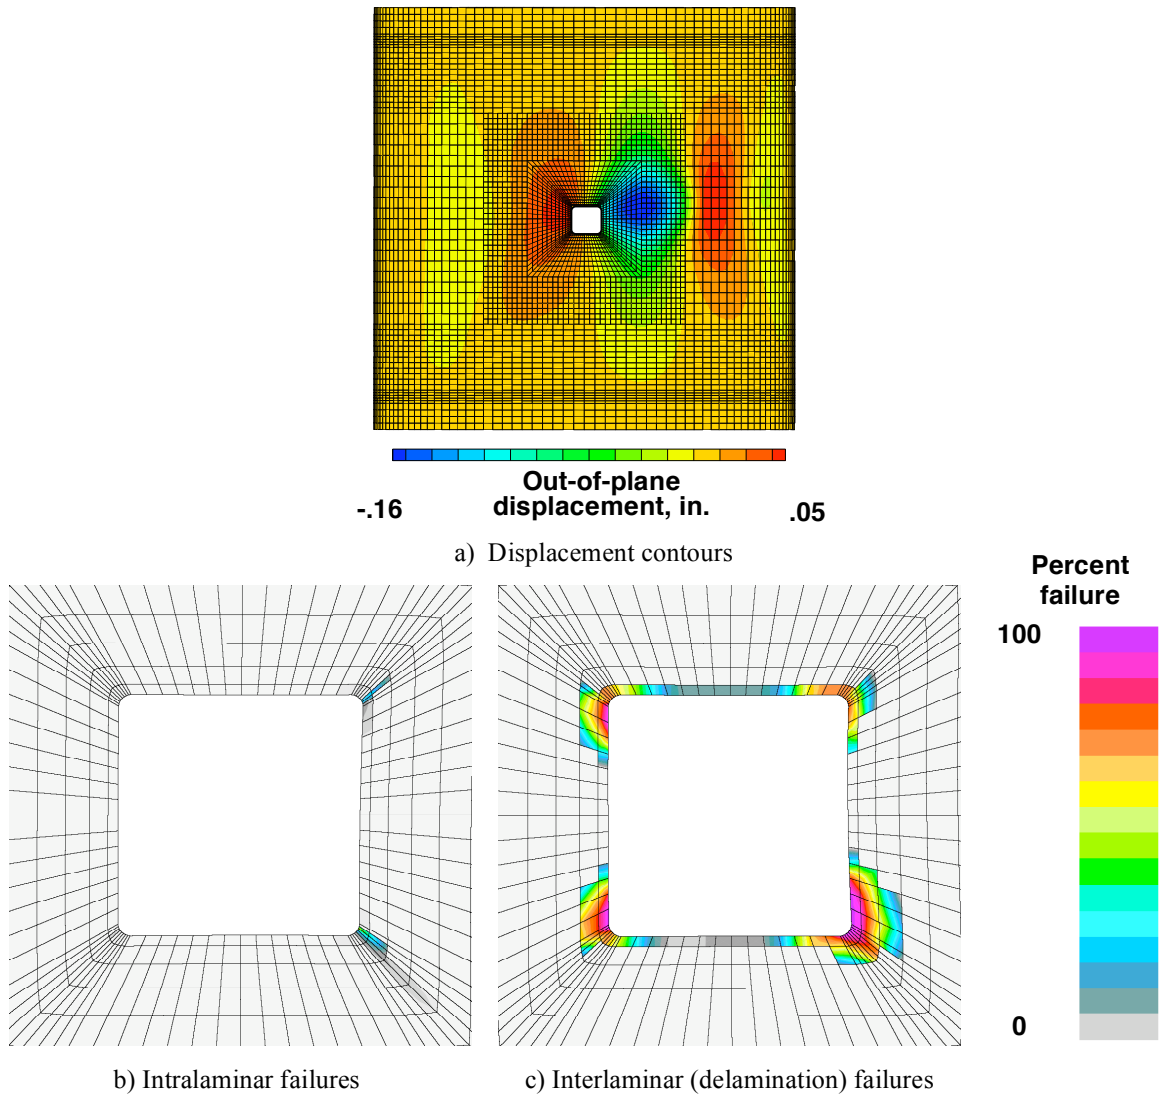 Out-of-plane
displacement, in.
-.16
.05
a) Displacement contours
Percent
failure
100
0
b) Intralaminar failures
c) Interlaminar (delamination) failures